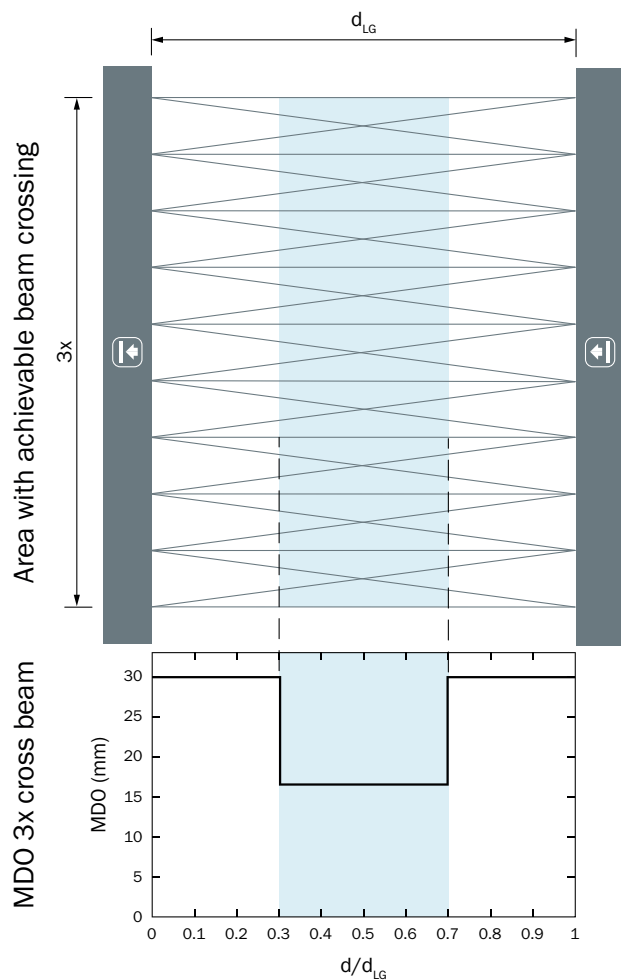 dLG
Area with achievable beam crossing
3x
MDO 3x cross beam
MDO (mm)
30
25
20
15
10
5
0
0 0.1 0.2 0.3 0.4 0.5 0.6 0.7 0.8 0.9 1
d/dLG